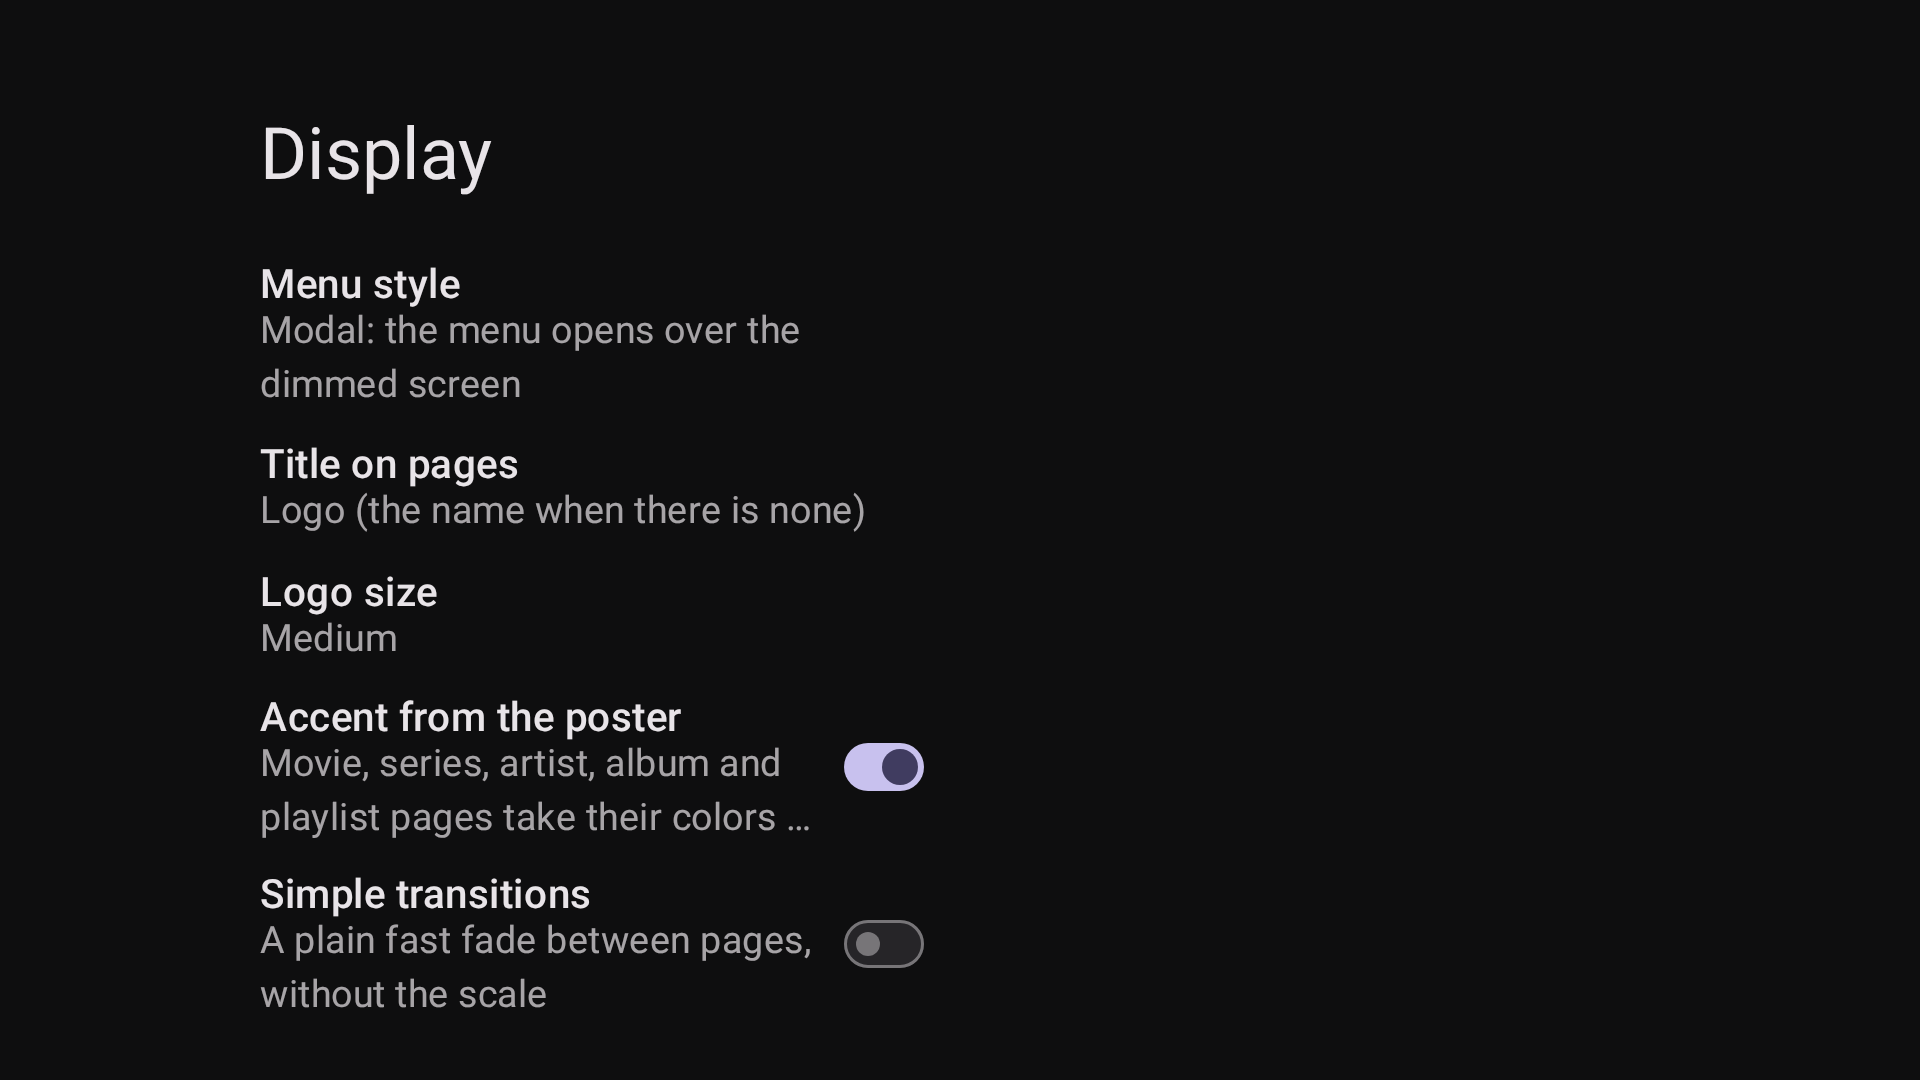 Display
Menu style
Modal: the menu opens over the
dimmed screen
Title on pages
Logo (the name when there is none)
Logo size
Medium
Accent from the poster
Movie, series, artist, album and
playlist pages take their colors …
Simple transitions
A plain fast fade between pages,
without the scale